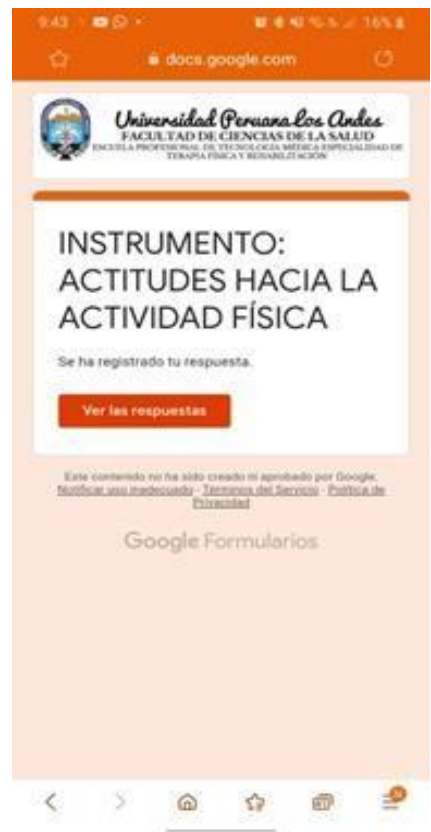 9:43
16%
docs.google.com
Universidad Peruana Los Andes
FACULTAD DE CIENCIAS DE LA SALUD
ESCUELA PROFESIONAL DE TECNOLOGÍA MÉDICA ESPECIALIDAD DE
TERAPIA FÍSICA Y REHABILITACIÓN
INSTRUMENTO:
ACTITUDES HACIA LA
ACTIVIDAD FÍSICA
Se ha registrado tu respuesta.
Ver las respuestas
Este contenido no ha sido creado ni aprobado por Google.
Notificar uso inadecuado - Términos del Servicio - Política de
Privacidad
Google Formularios